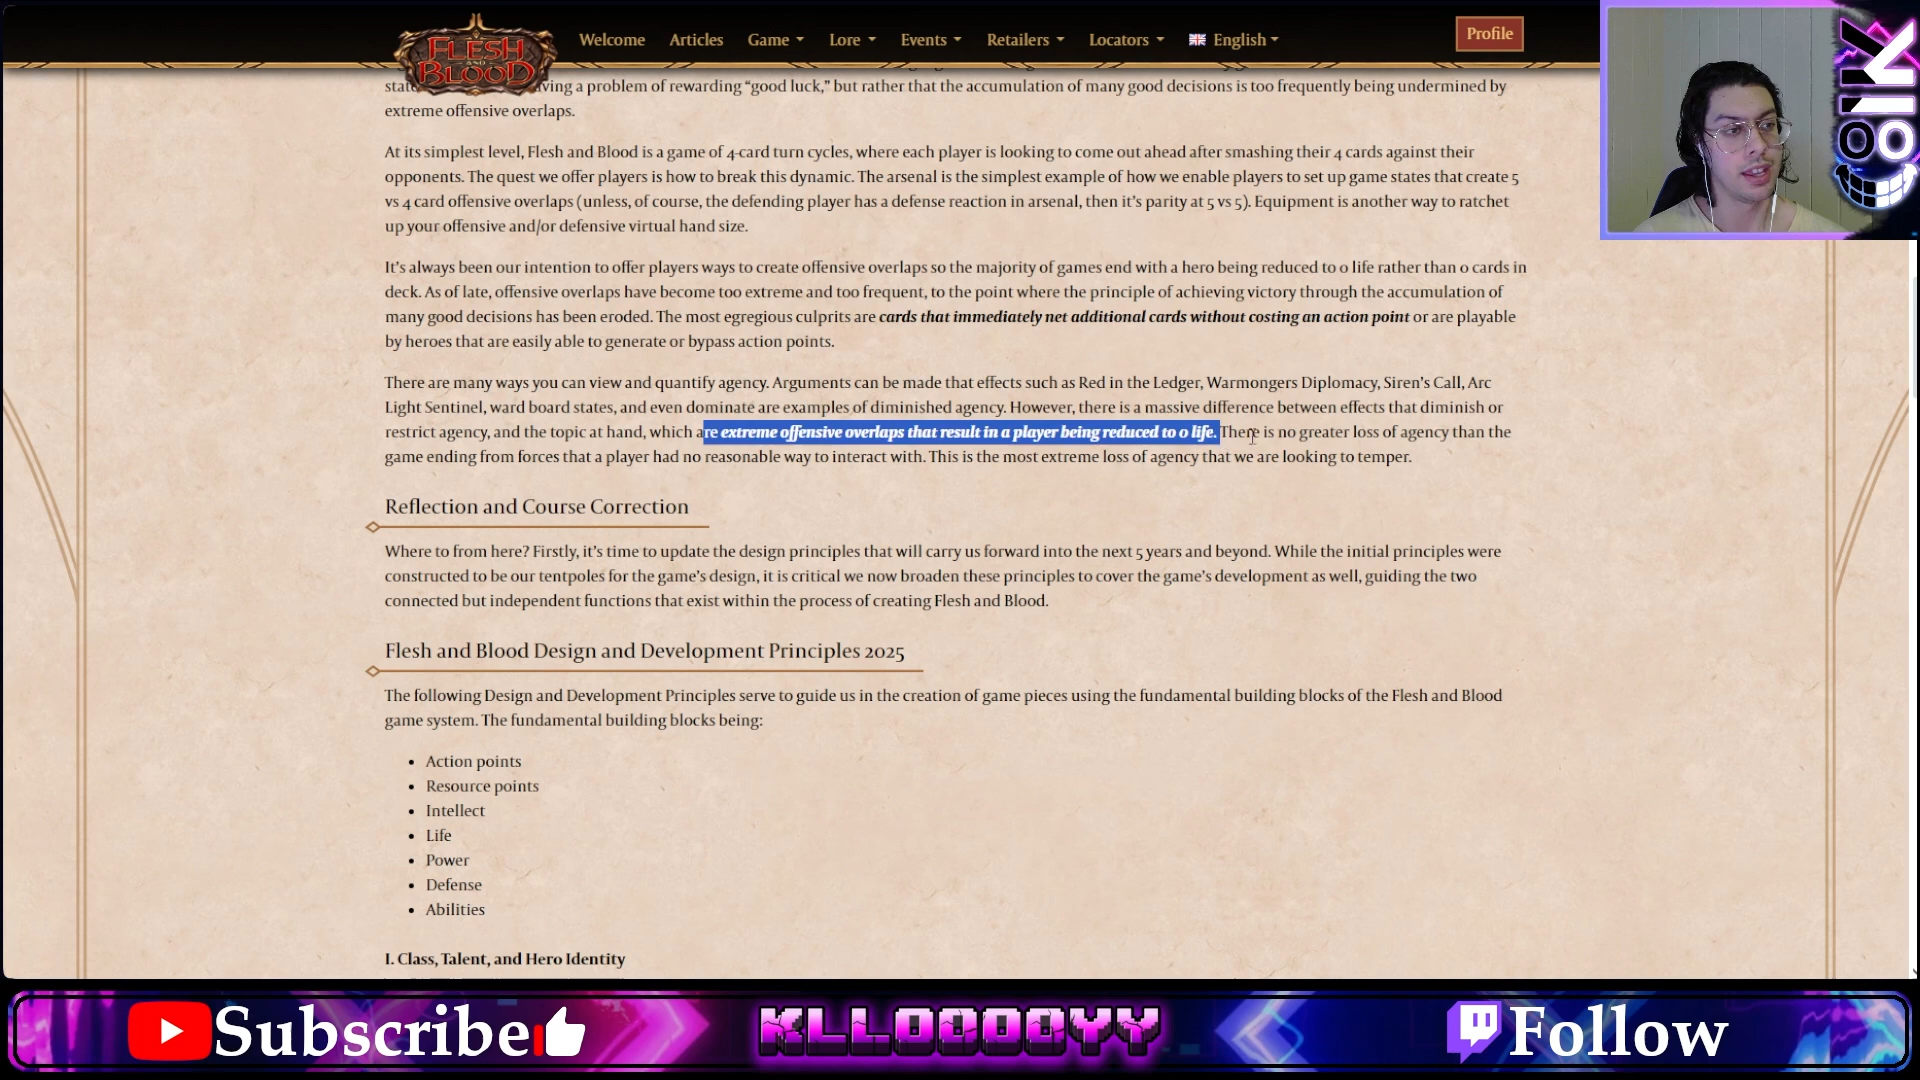 FLESH
AND
BLOOD
Welcome
Articles
Game
Lore
Events
Retailers
Locators
English
Profile
ving a problem of rewarding “good luck,” but rather that the accumulation of many good decisions is too frequently being undermined by
extreme offensive overlaps.
At its simplest level, Flesh and Blood is a game of 4-card turn cycles, where each player is looking to come out ahead after smashing their 4 cards against their
opponents. The quest we offer players is how to break this dynamic. The arsenal is the simplest example of how we enable players to set up game states that create 5
vs 4 card offensive overlaps (unless, of course, the defending player has a defense reaction in arsenal, then it’s parity at 5 vs 5). Equipment is another way to ratchet
up your offensive and/or defensive virtual hand size.
It’s always been our intention to offer players ways to create offensive overlaps so the majority of games end with a hero being reduced to 0 life rather than 0 cards in
deck. As of late, offensive overlaps have become too extreme and too frequent, to the point where the principle of achieving victory through the accumulation of
many good decisions has been eroded. The most egregious culprits are cards that immediately net additional cards without costing an action point or are playable
by heroes that are easily able to generate or bypass action points.
There are many ways you can view and quantify agency. Arguments can be made that effects such as Red in the Ledger, Warmongers Diplomacy, Siren’s Call, Arc
Light Sentinel, ward board states, and even dominate are examples of diminished agency. However, there is a massive difference between effects that diminish or
restrict agency, and the topic at hand, which are extreme offensive overlaps that result in a player being reduced to 0 life. There is no greater loss of agency than the
game ending from forces that a player had no reasonable way to interact with. This is the most extreme loss of agency that we are looking to temper.
Reflection and Course Correction
Where to from here? Firstly, it’s time to update the design principles that will carry us forward into the next 5 years and beyond. While the initial principles were
constructed to be our tentpoles for the game’s design, it is critical we now broaden these principles to cover the game’s development as well, guiding the two
connected but independent functions that exist within the process of creating Flesh and Blood.
Flesh and Blood Design and Development Principles 2025
The following Design and Development Principles serve to guide us in the creation of game pieces using the fundamental building blocks of the Flesh and Blood
game system. The fundamental building blocks being:
• Action points
• Resource points
• Intellect
• Life
• Power
• Defense
• Abilities
I. Class, Talent, and Hero Identity
Subscribe
KLLOOOOYY
Follow